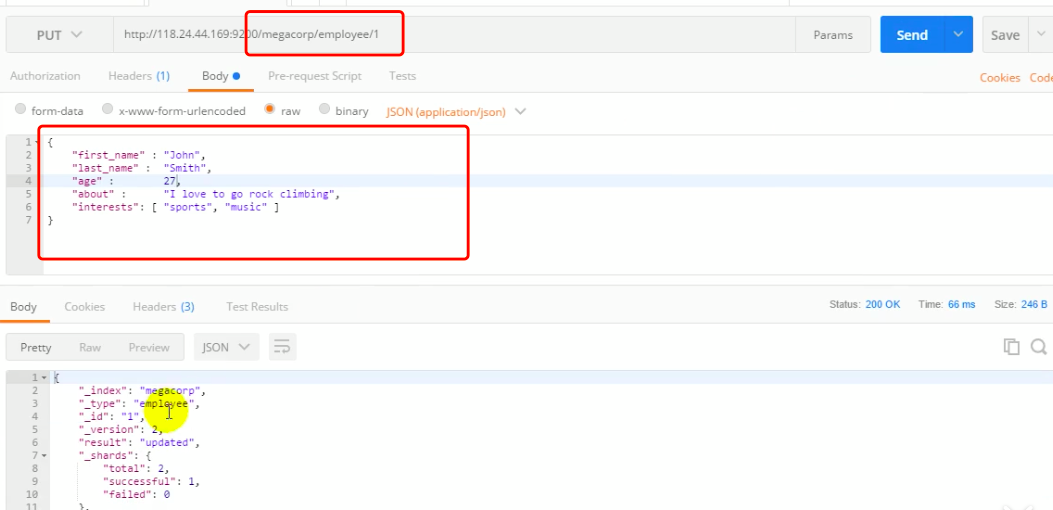 PUT http://118.24.44.169:9200/megacorp/employee/1 Params Send Save
Authorization Headers (1) Body Pre-request Script Tests Cookies Code
form-data x-www-form-urlencoded raw binary JSON (application/json)
1 {
2 "first_name" : "John",
3 "last_name" : "Smith",
4 "age" : 27,
5 "about" : "I love to go rock climbing",
6 "interests": [ "sports", "music" ]
7 }
Body Cookies Headers (3) Test Results Status: 200 OK Time: 66 ms Size: 246 B
Pretty Raw Preview JSON
1 {
2 "_index": "megacorp",
3 "_type": "employee",
4 "_id": "1",
5 "_version": 2,
6 "result": "updated",
7 "_shards": {
8 "total": 2,
9 "successful": 1,
10 "failed": 0
11 },